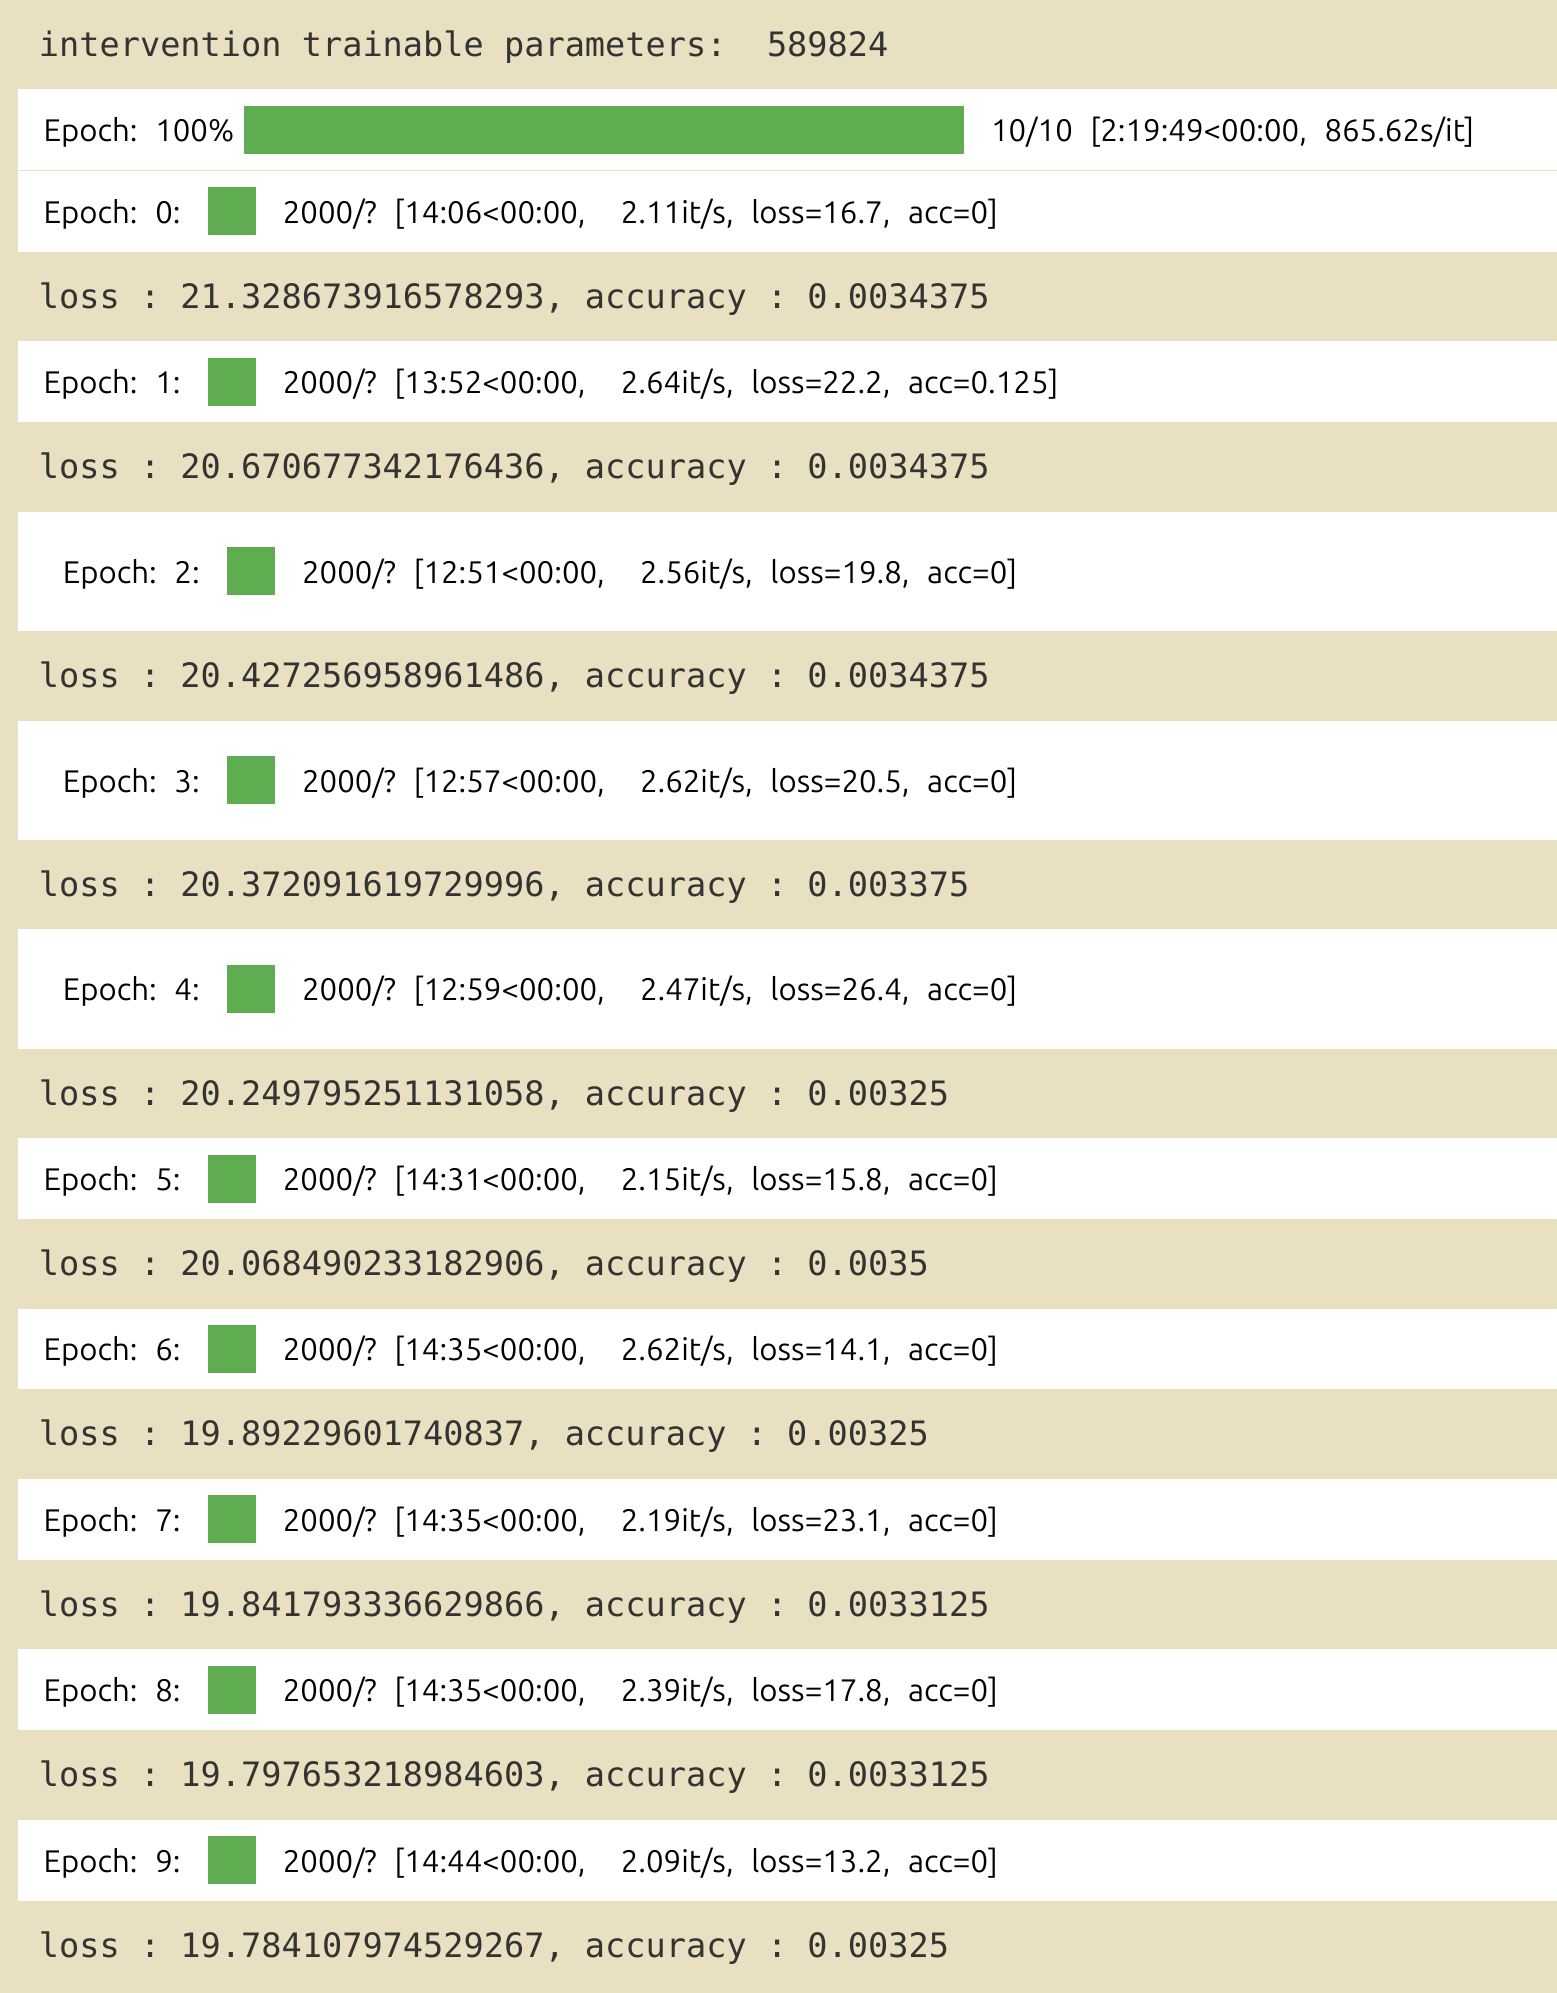 intervention trainable parameters:  589824
Epoch: 100% 10/10 [2:19:49<00:00, 865.62s/it]
Epoch: 0: 2000/? [14:06<00:00, 2.11it/s, loss=16.7, acc=0]
loss : 21.328673916578293, accuracy : 0.0034375
Epoch: 1: 2000/? [13:52<00:00, 2.64it/s, loss=22.2, acc=0.125]
loss : 20.670677342176436, accuracy : 0.0034375
Epoch: 2: 2000/? [12:51<00:00, 2.56it/s, loss=19.8, acc=0]
loss : 20.427256958961486, accuracy : 0.0034375
Epoch: 3: 2000/? [12:57<00:00, 2.62it/s, loss=20.5, acc=0]
loss : 20.372091619729996, accuracy : 0.003375
Epoch: 4: 2000/? [12:59<00:00, 2.47it/s, loss=26.4, acc=0]
loss : 20.249795251131058, accuracy : 0.00325
Epoch: 5: 2000/? [14:31<00:00, 2.15it/s, loss=15.8, acc=0]
loss : 20.068490233182906, accuracy : 0.0035
Epoch: 6: 2000/? [14:35<00:00, 2.62it/s, loss=14.1, acc=0]
loss : 19.89229601740837, accuracy : 0.00325
Epoch: 7: 2000/? [14:35<00:00, 2.19it/s, loss=23.1, acc=0]
loss : 19.841793336629866, accuracy : 0.0033125
Epoch: 8: 2000/? [14:35<00:00, 2.39it/s, loss=17.8, acc=0]
loss : 19.797653218984603, accuracy : 0.0033125
Epoch: 9: 2000/? [14:44<00:00, 2.09it/s, loss=13.2, acc=0]
loss : 19.784107974529267, accuracy : 0.00325